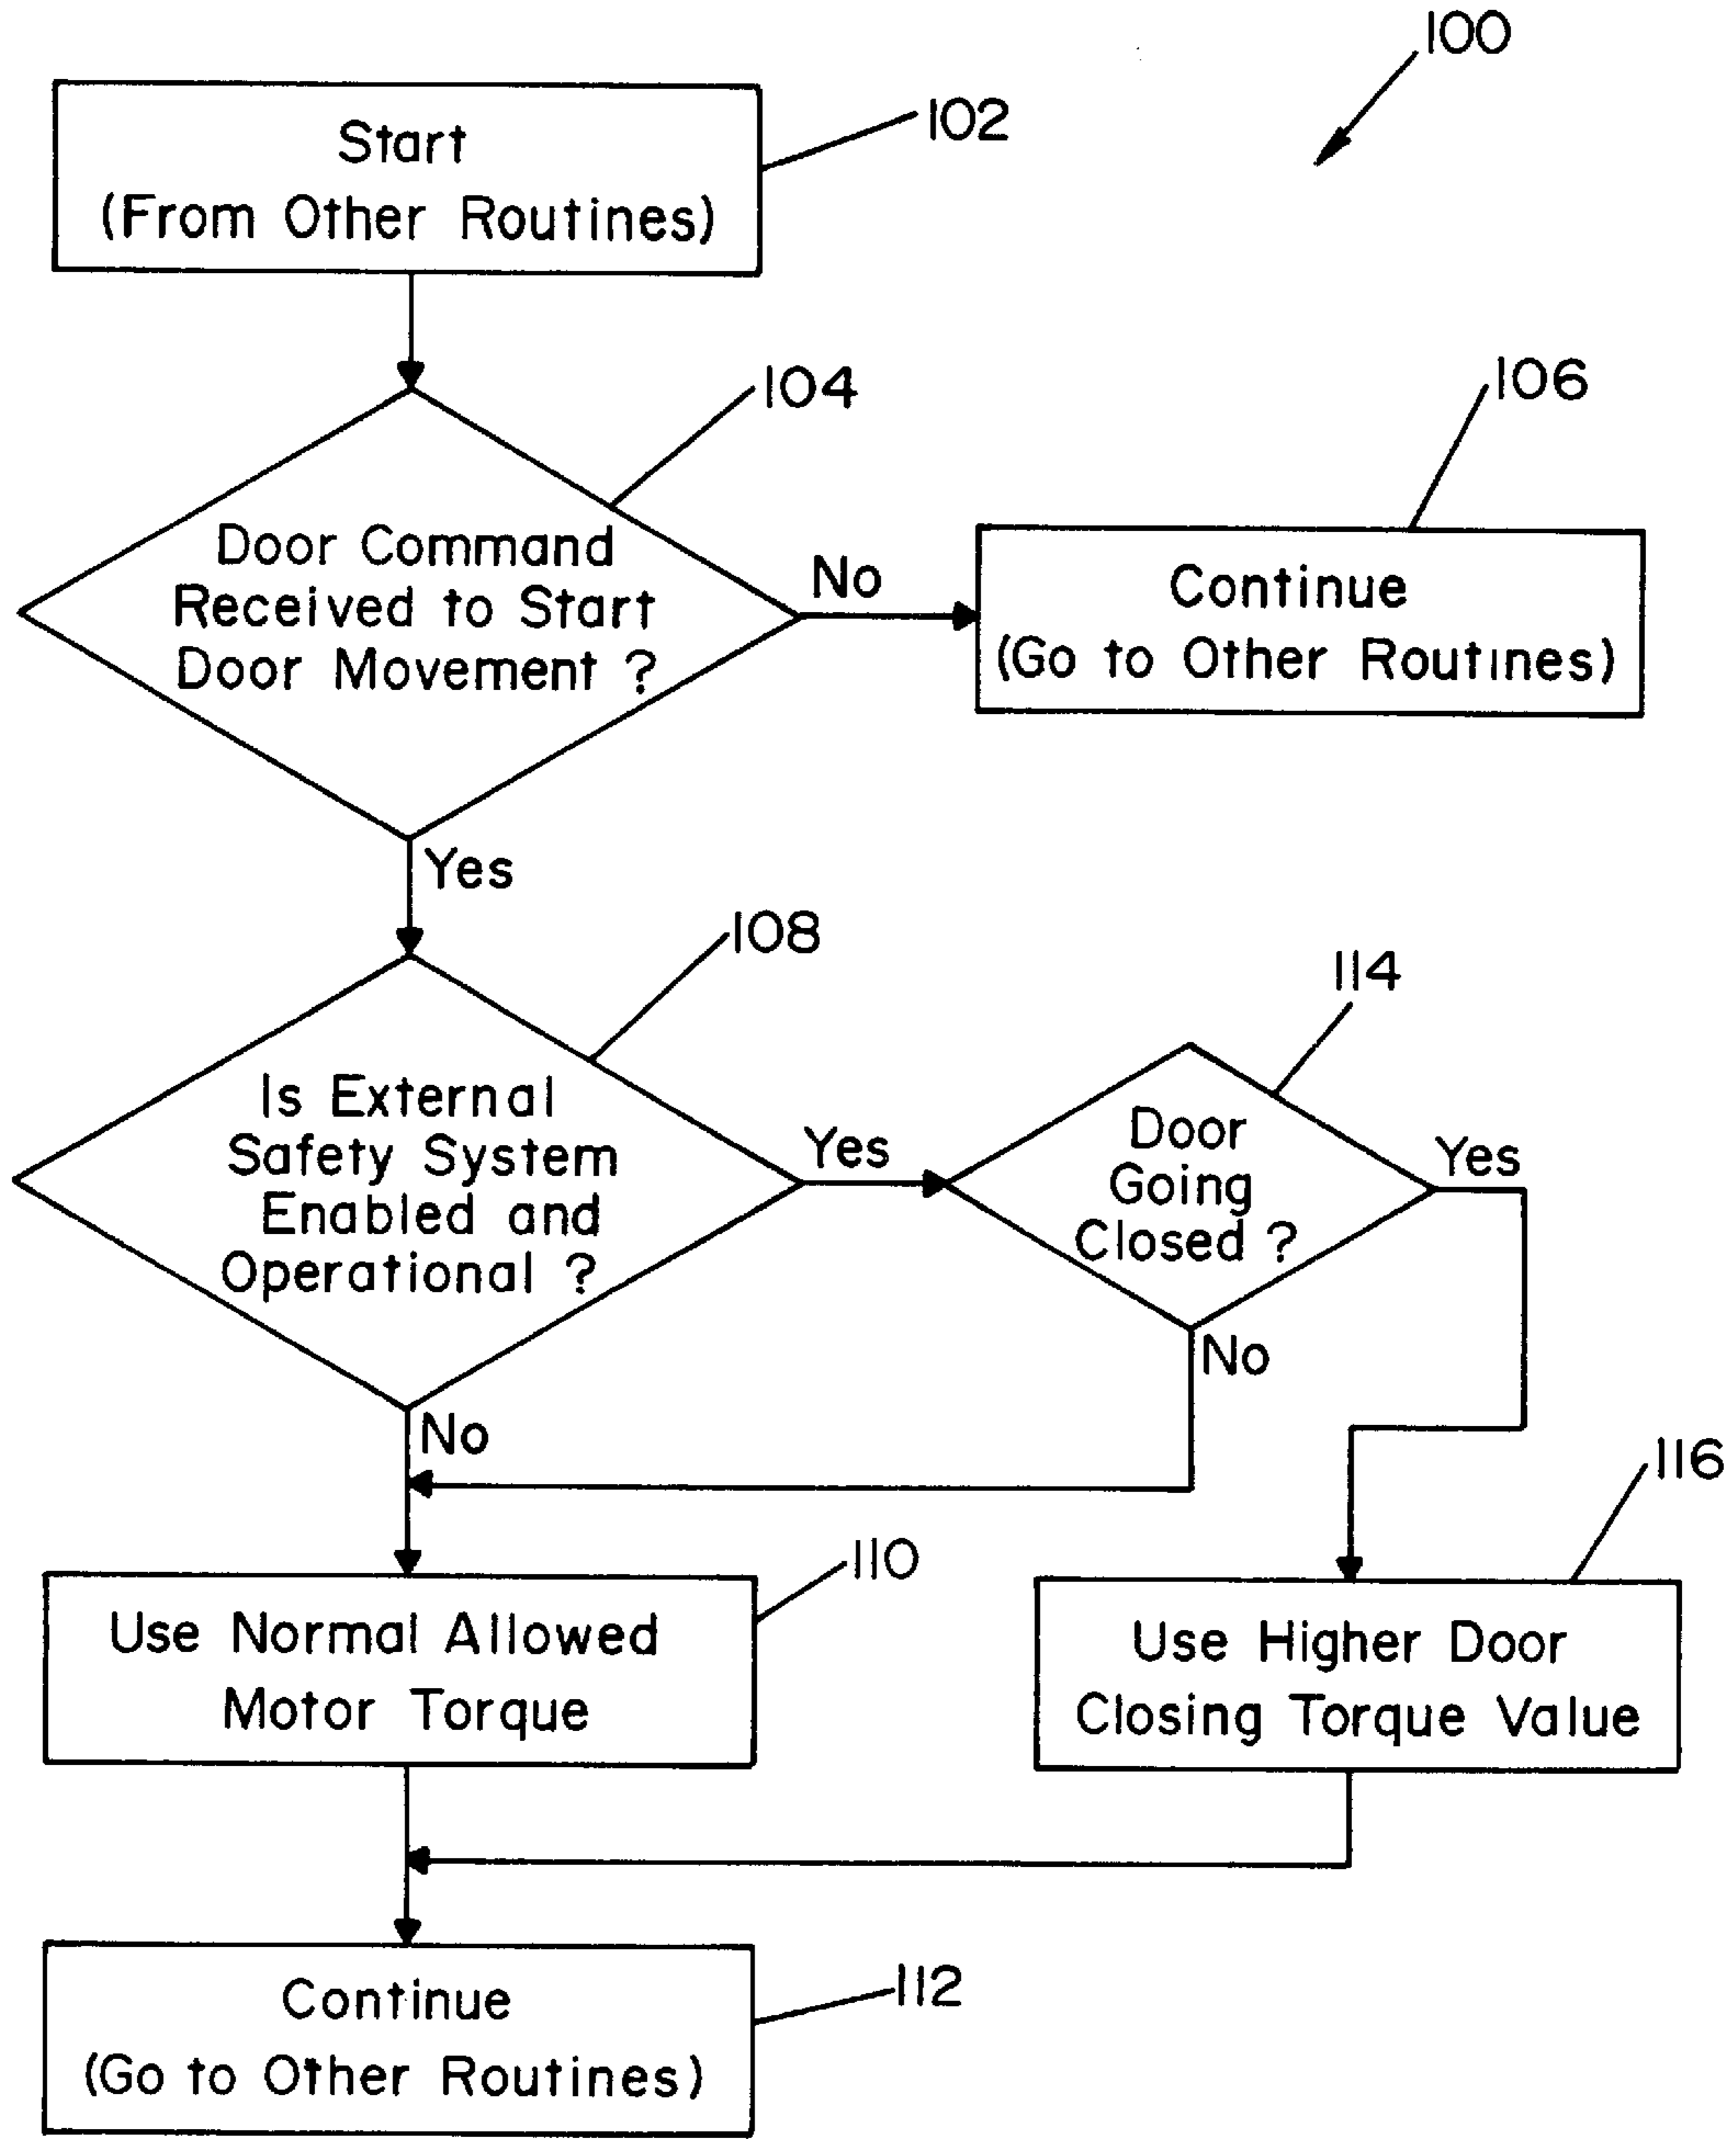 100
Start
(From Other Routines)
102
104
Door Command
Received to Start
Door Movement ?
No
106
Continue
(Go to Other Routines)
Yes
108
Is External
Safety System
Enabled and
Operational ?
Yes
114
Door
Going
Closed ?
Yes
No
No
110
Use Normal Allowed
Motor Torque
116
Use Higher Door
Closing Torque Value
Continue
(Go to Other Routines)
112